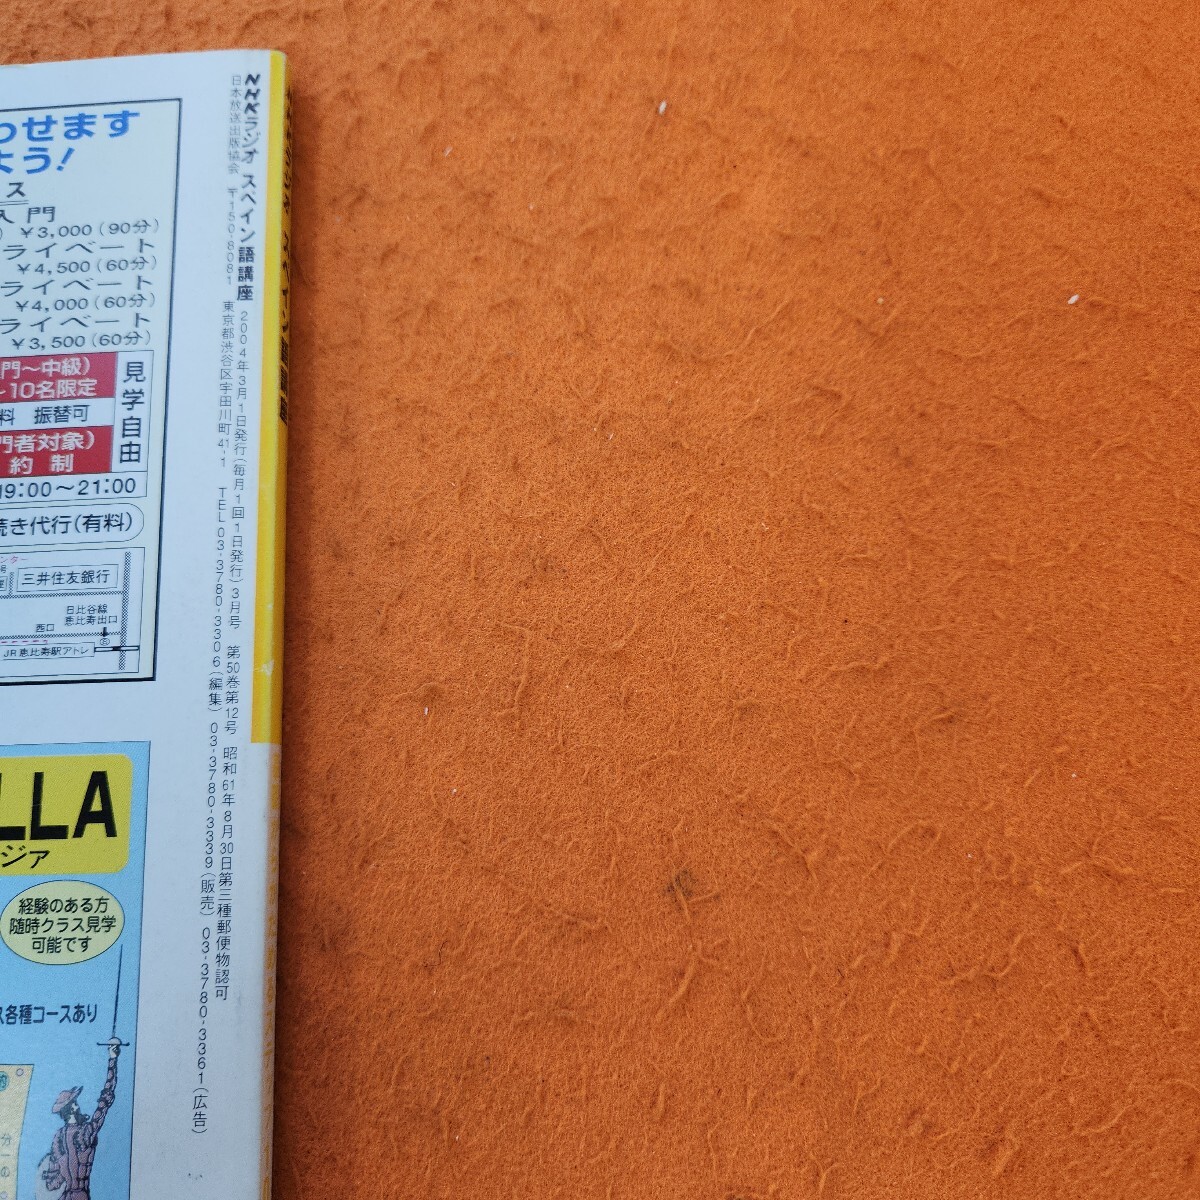 わせます
よう!
ス
入門
¥3,000(90分)
ライベート
¥4,500(60分)
ライベート
¥4,000(60分)
ライベート
¥3,500(60分)
門〜中級)
〜10名限定
料 振替可
門者対象)
約制
見学自由
19:00〜21:00
続き代行(有料)
ンター
号
三井住友銀行
日比谷線
恵比寿出口
西口
JR恵比寿駅アトレ
LLA
ジア
経験のある方
随時クラス見学
可能です
ス各種コースあり
NHKラジオ スペイン語講座 2004年3月1日発行(毎月1回1日発行)3月号 第50巻第12号 昭和61年8月30日第三種郵便物認可
日本放送出版協会 〒150-8081 東京都渋谷区宇田川町41-1 TEL03-3780-3306(編集) 03-3780-3339(販売) 03-3780-3361(広告)